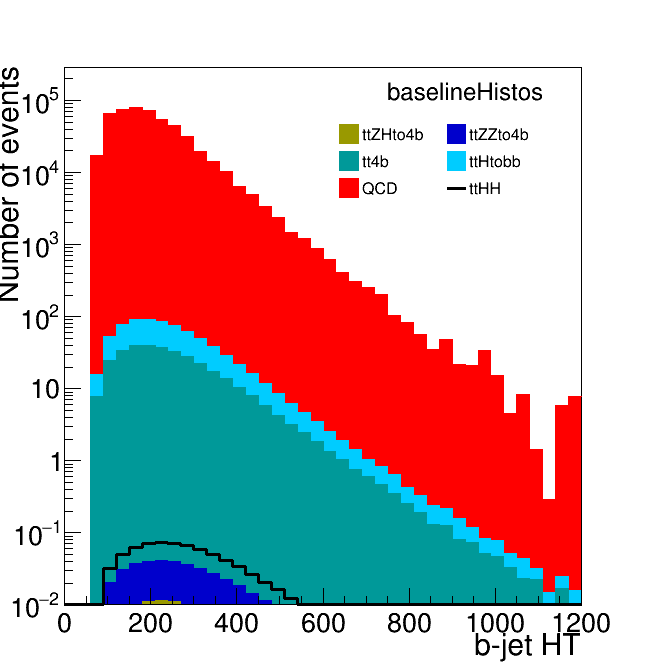 baselineHistos
ttZHto4b ttZZto4b
tt4b ttHtobb
QCD ttHH
Number of events
10^5
10^4
10^3
10^2
10
1
10^−1
10^−2
0 200 400 600 800 1000 1200
b-jet HT